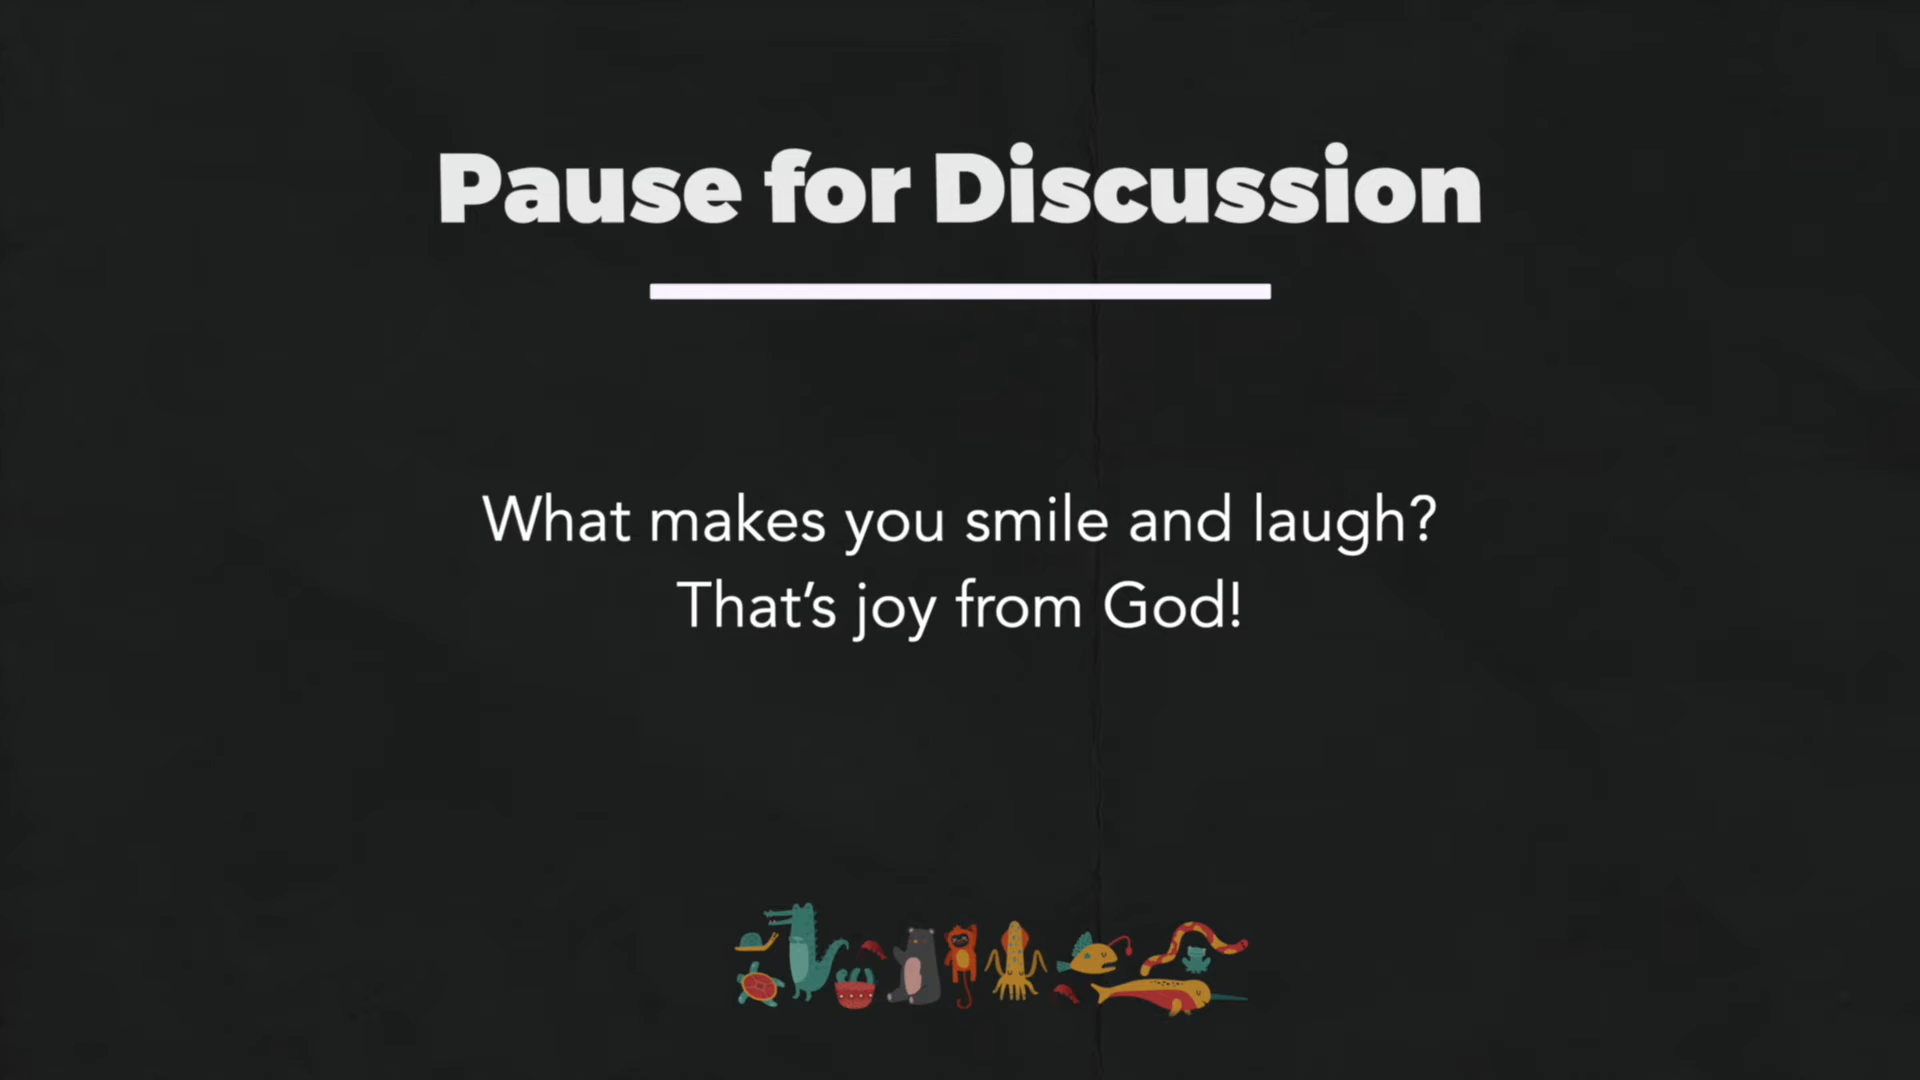 Pause for Discussion
What makes you smile and laugh?
That’s joy from God!